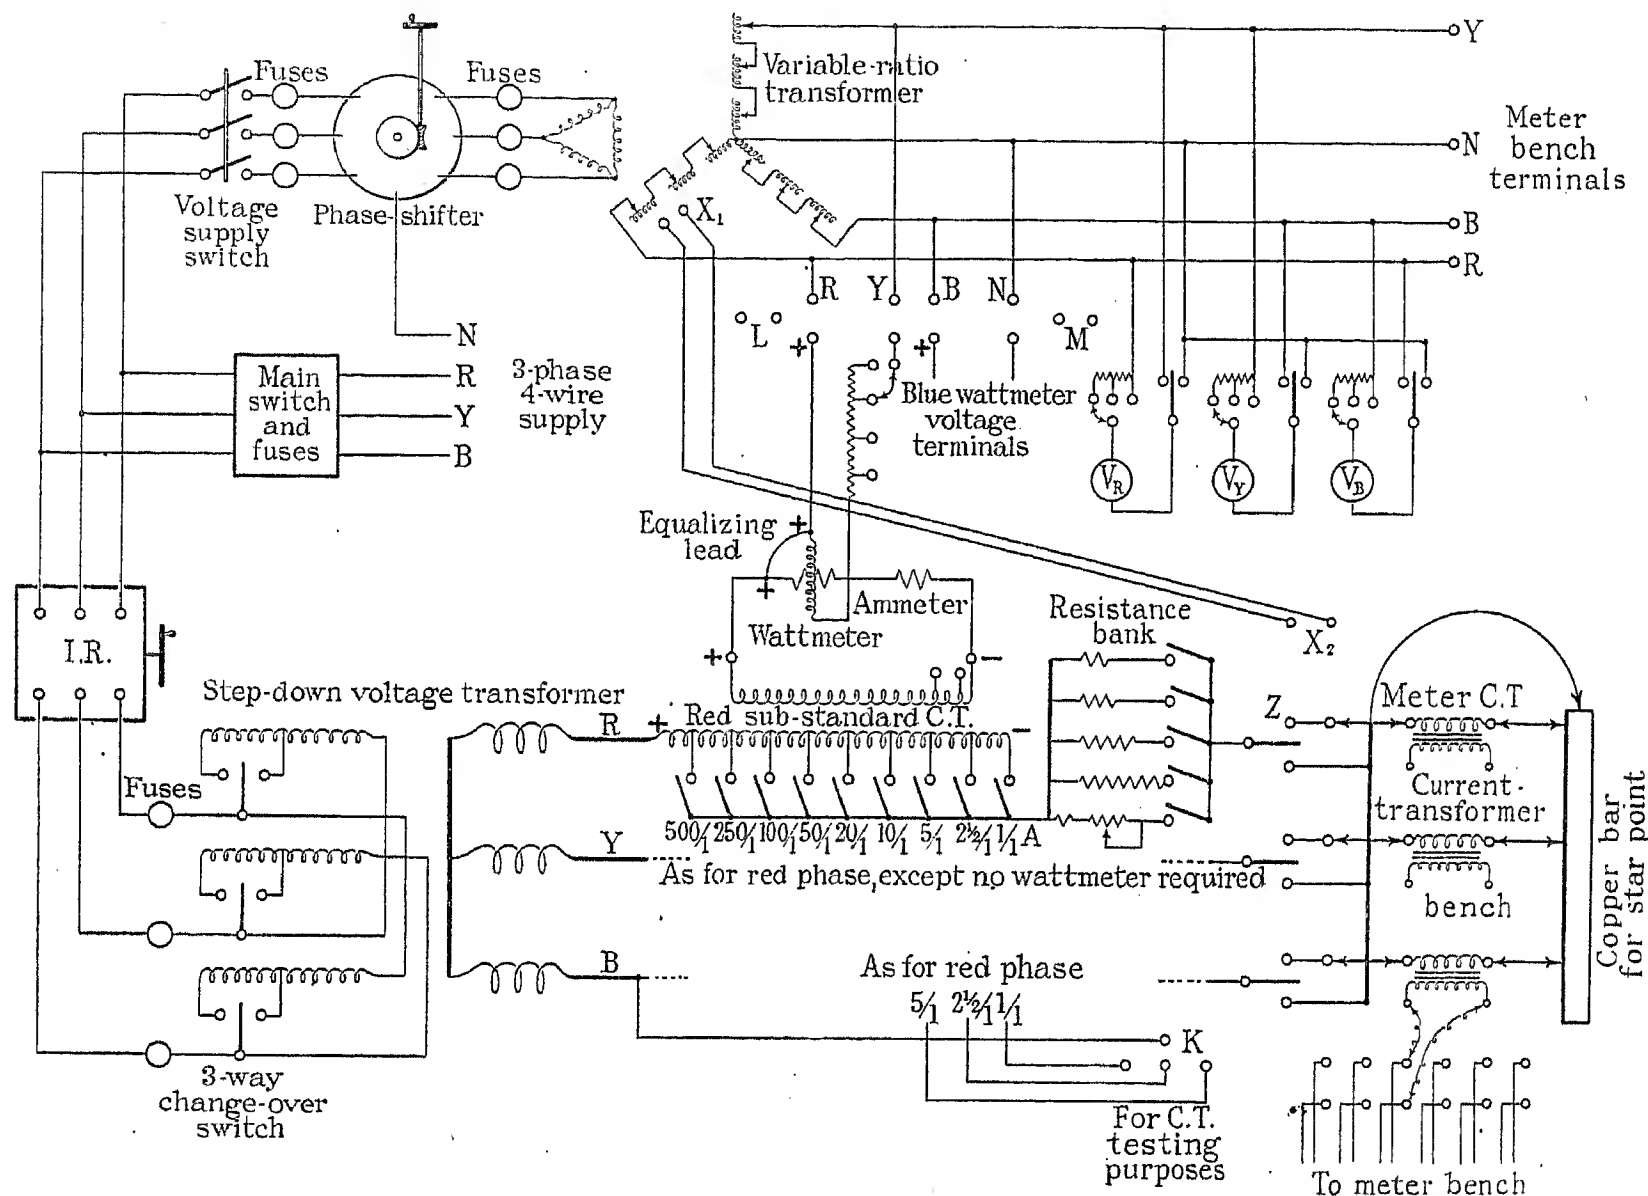 Fuses
Fuses
Variable-ratio
transformer
Y
N
B
R
Meter
bench
terminals
Voltage
supply
switch
Phase-shifter
X₁
R
Y
B
N
L
M
+
+
N
R
Y
B
3-phase
4-wire
supply
Main
switch
and
fuses
Blue wattmeter
voltage
terminals
V_R
V_Y
V_B
Equalizing
lead
+
+
Ammeter
Wattmeter
+
−
Resistance
bank
X₂
I.R.
Step-down voltage transformer
R
+
Red sub-standard C.T.
−
Z
Meter C.T
Fuses
Current-
transformer
bench
500/1 250/1 100/1 50/1 20/1 10/1 5/1 2½/1 1/1 A
Y
As for red phase, except no wattmeter required
Copper bar
for star point
B
As for red phase
5/1 2½/1 1/1
K
3-way
change-over
switch
For C.T.
testing
purposes
To meter bench